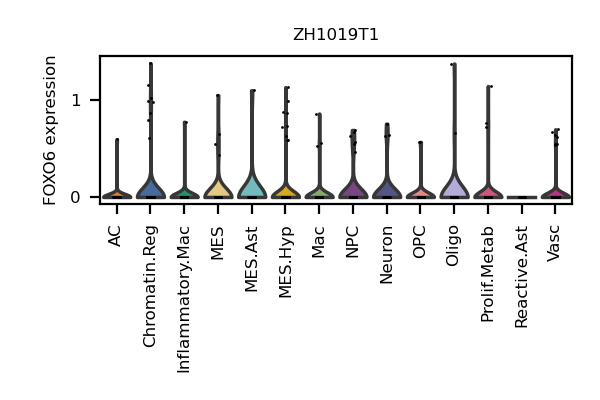 ZH1019T1
FOXO6 expression
1
0
AC
Chromatin.Reg
Inflammatory.Mac
MES
MES.Ast
MES.Hyp
Mac
NPC
Neuron
OPC
Oligo
Prolif.Metab
Reactive.Ast
Vasc